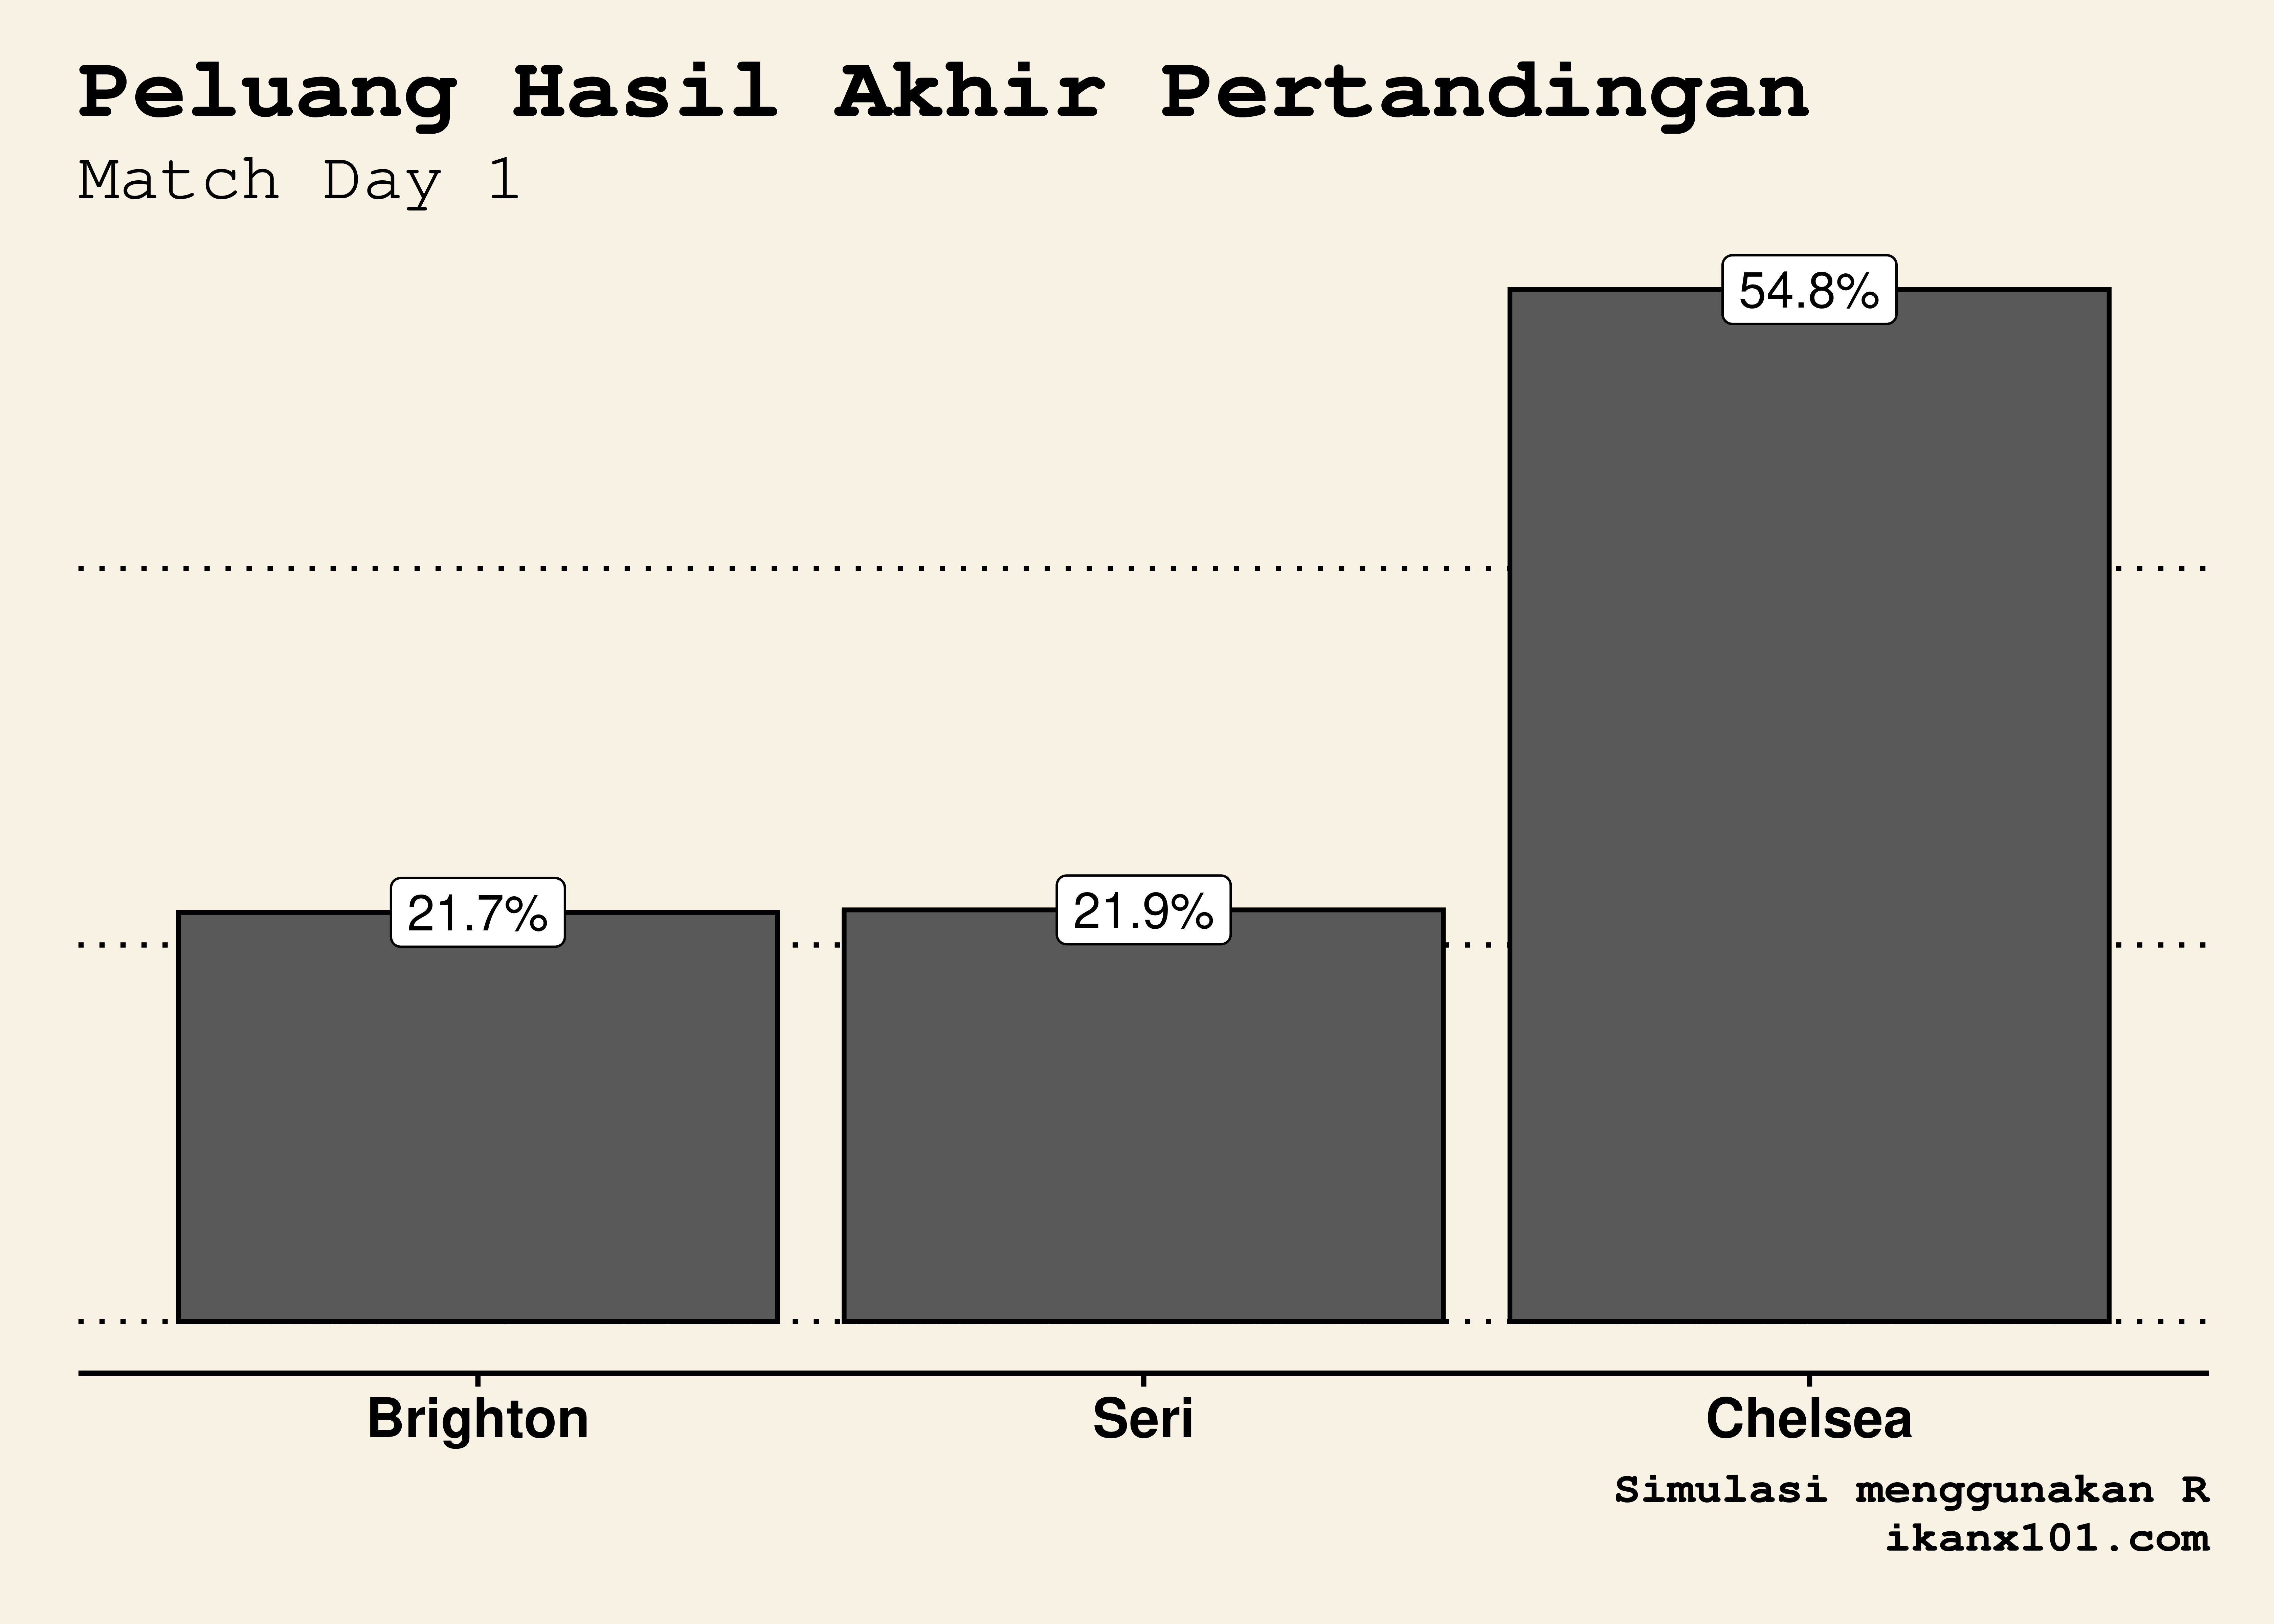 Peluang Hasil Akhir Pertandingan
Match Day 1
54.8%
21.7%
21.9%
Brighton
Seri
Chelsea
Simulasi menggunakan R
ikanx101.com